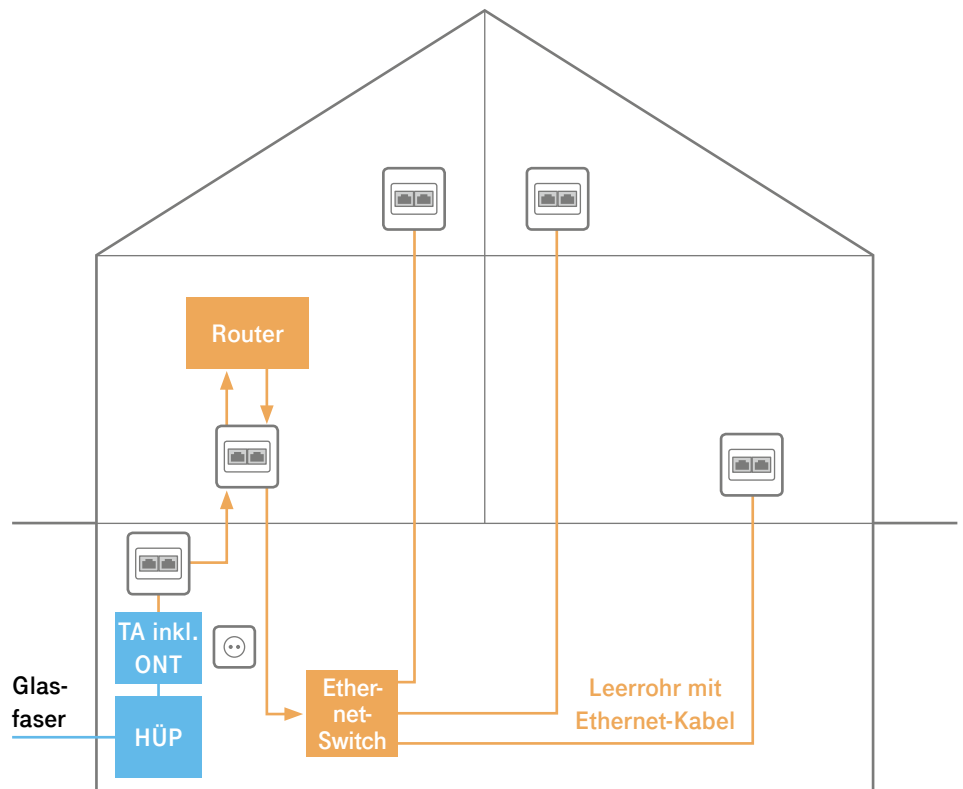 Router
TA inkl.
ONT
Glas-
faser
HÜP
Ether-
net-
Switch
Leerrohr mit
Ethernet-Kabel